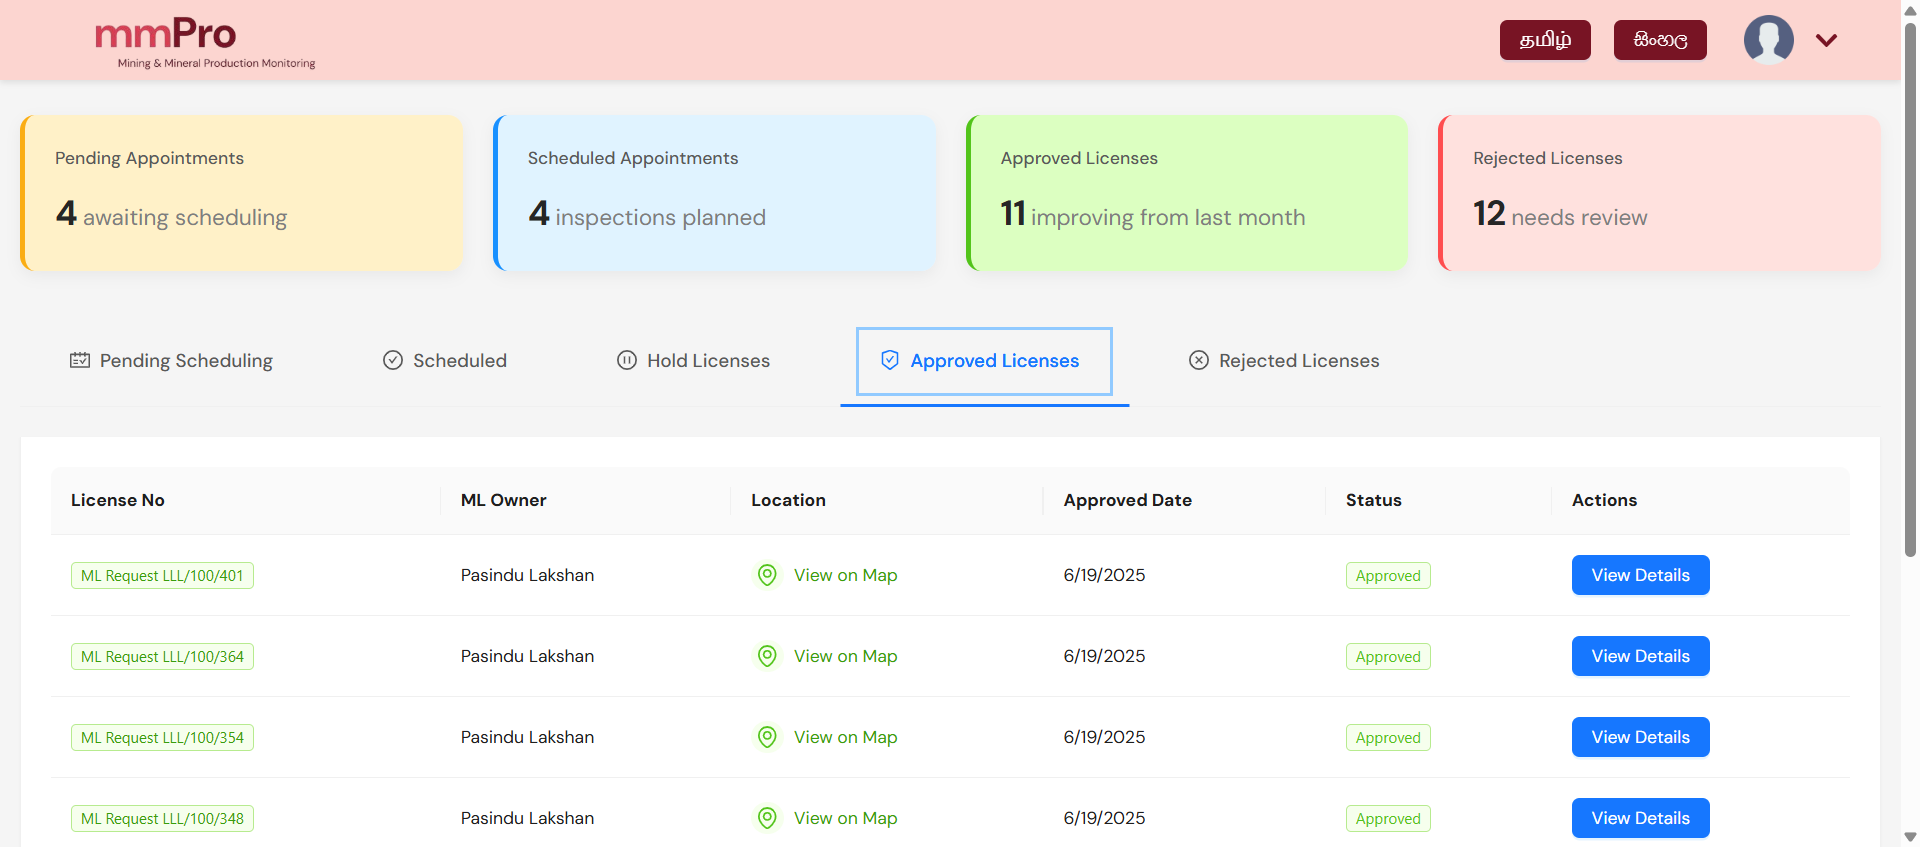 mmPro
Mining & Mineral Production Monitoring
தமிழ் සිංහල
Pending Appointments
4 awaiting scheduling
Scheduled Appointments
4 inspections planned
Approved Licenses
11 improving from last month
Rejected Licenses
12 needs review
Pending Scheduling Scheduled Hold Licenses Approved Licenses Rejected Licenses
License No ML Owner Location Approved Date Status Actions
ML Request LLL/100/401 Pasindu Lakshan View on Map 6/19/2025 Approved View Details
ML Request LLL/100/364 Pasindu Lakshan View on Map 6/19/2025 Approved View Details
ML Request LLL/100/354 Pasindu Lakshan View on Map 6/19/2025 Approved View Details
ML Request LLL/100/348 Pasindu Lakshan View on Map 6/19/2025 Approved View Details